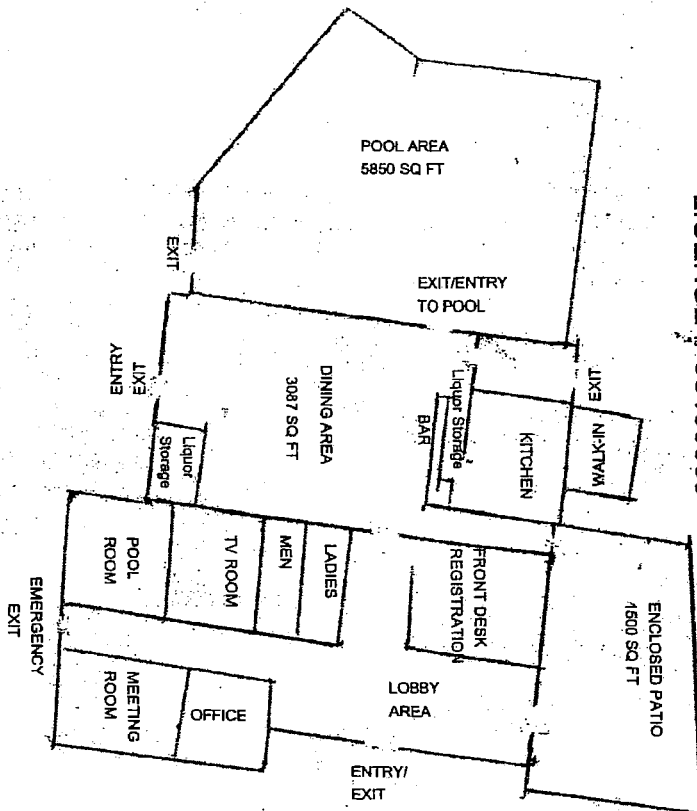 POOL AREA
5850 SQ FT
EXIT
EXIT/ENTRY
TO POOL
EXIT
ENTRY
EXIT
DINING AREA
3087 SQ FT
Liquor Storage
BAR
KITCHEN
WALK-IN
Liquor
Storage
POOL
ROOM
TV ROOM
MEN
LADIES
FRONT DESK
REGISTRATION
ENCLOSED PATIO
1500 SQ FT
EMERGENCY
EXIT
MEETING
ROOM
OFFICE
LOBBY
AREA
ENTRY/
EXIT